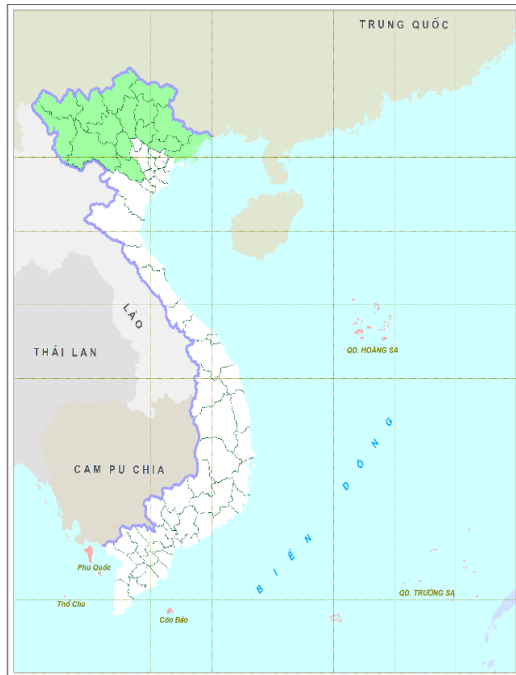 TRUNG QUỐC
LÀO
QĐ. HOÀNG SA
THÁI LAN
CAM PU CHIA
BIỂN ĐÔNG
Phú Quốc
Thổ Chu
Côn Đảo
QĐ. TRƯỜNG SA